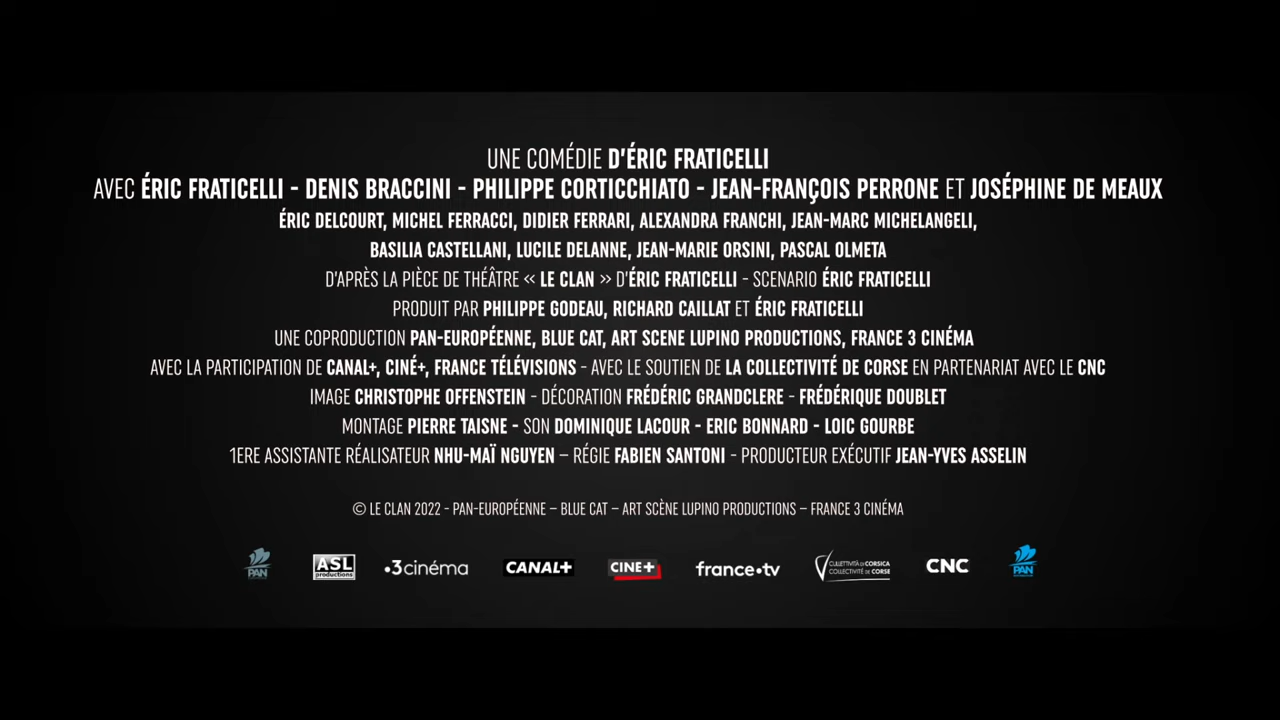 UNE COMÉDIE D'ÉRIC FRATICELLI
AVEC ÉRIC FRATICELLI - DENIS BRACCINI - PHILIPPE CORTICCHIATO - JEAN-FRANÇOIS PERRONE ET JOSÉPHINE DE MEAUX
ÉRIC DELCOURT, MICHEL FERRACCI, DIDIER FERRARI, ALEXANDRA FRANCHI, JEAN-MARC MICHELANGELI,
BASILIA CASTELLANI, LUCILE DELANNE, JEAN-MARIE ORSINI, PASCAL OLMETA
D'APRÈS LA PIÈCE DE THÉÂTRE « LE CLAN » D'ÉRIC FRATICELLI - SCENARIO ÉRIC FRATICELLI
PRODUIT PAR PHILIPPE GODEAU, RICHARD CAILLAT ET ÉRIC FRATICELLI
UNE COPRODUCTION PAN-EUROPÉENNE, BLUE CAT, ART SCENE LUPINO PRODUCTIONS, FRANCE 3 CINÉMA
AVEC LA PARTICIPATION DE CANAL+, CINÉ+, FRANCE TÉLÉVISIONS - AVEC LE SOUTIEN DE LA COLLECTIVITÉ DE CORSE EN PARTENARIAT AVEC LE CNC
IMAGE CHRISTOPHE OFFENSTEIN - DÉCORATION FRÉDÉRIC GRANDCLERE - FRÉDÉRIQUE DOUBLET
MONTAGE PIERRE TAISNE - SON DOMINIQUE LACOUR - ERIC BONNARD - LOIC GOURBE
1ERE ASSISTANTE RÉALISATEUR NHU-MAÏ NGUYEN – RÉGIE FABIEN SANTONI - PRODUCTEUR EXÉCUTIF JEAN-YVES ASSELIN
© LE CLAN 2022 - PAN-EUROPÉENNE – BLUE CAT – ART SCÈNE LUPINO PRODUCTIONS – FRANCE 3 CINÉMA
PAN
ASL
productions
3cinéma
CANAL+
CINE+
france•tv
CULLETTIVITÀ DI CORSICA
COLLECTIVITÉ DE CORSE
CNC
PAN